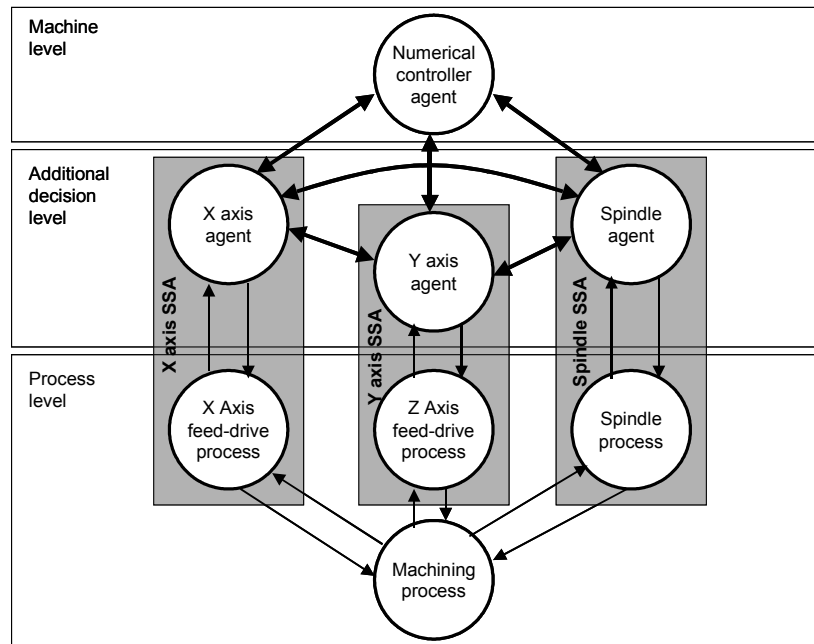 Machine
level
Numerical
controller
agent
Additional
decision
level
X axis
agent
Y axis
agent
Spindle
agent
X axis SSA
Y axis SSA
Spindle SSA
Process
level
X Axis
feed-drive
process
Z Axis
feed-drive
process
Spindle
process
Machining
process